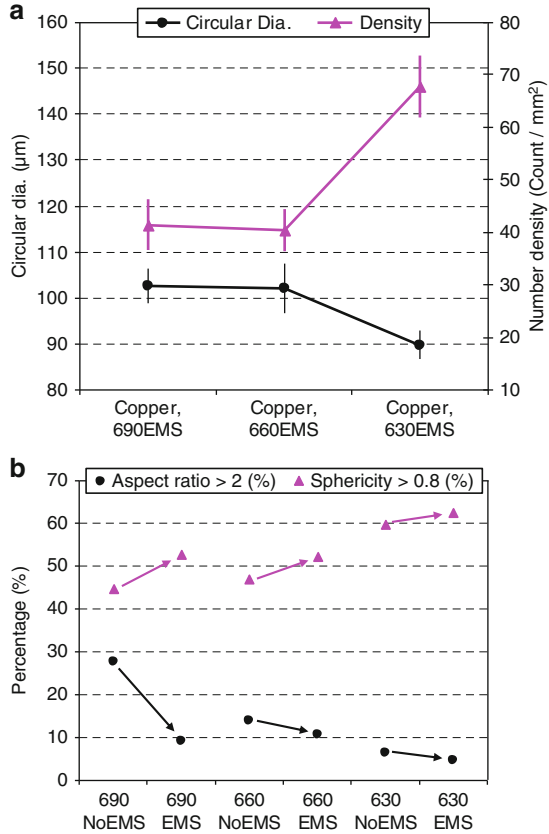 a
Circular Dia. Density
160
150
140
130
120
110
100
90
80
Circular dia. (µm)
80
70
60
50
40
30
20
10
Number density (Count / mm²)
Copper, Copper, Copper,
690EMS 660EMS 630EMS
b
Aspect ratio > 2 (%) Sphericity > 0.8 (%)
70
60
50
40
30
20
10
0
Percentage (%)
690 690 660 660 630 630
NoEMS EMS NoEMS EMS NoEMS EMS